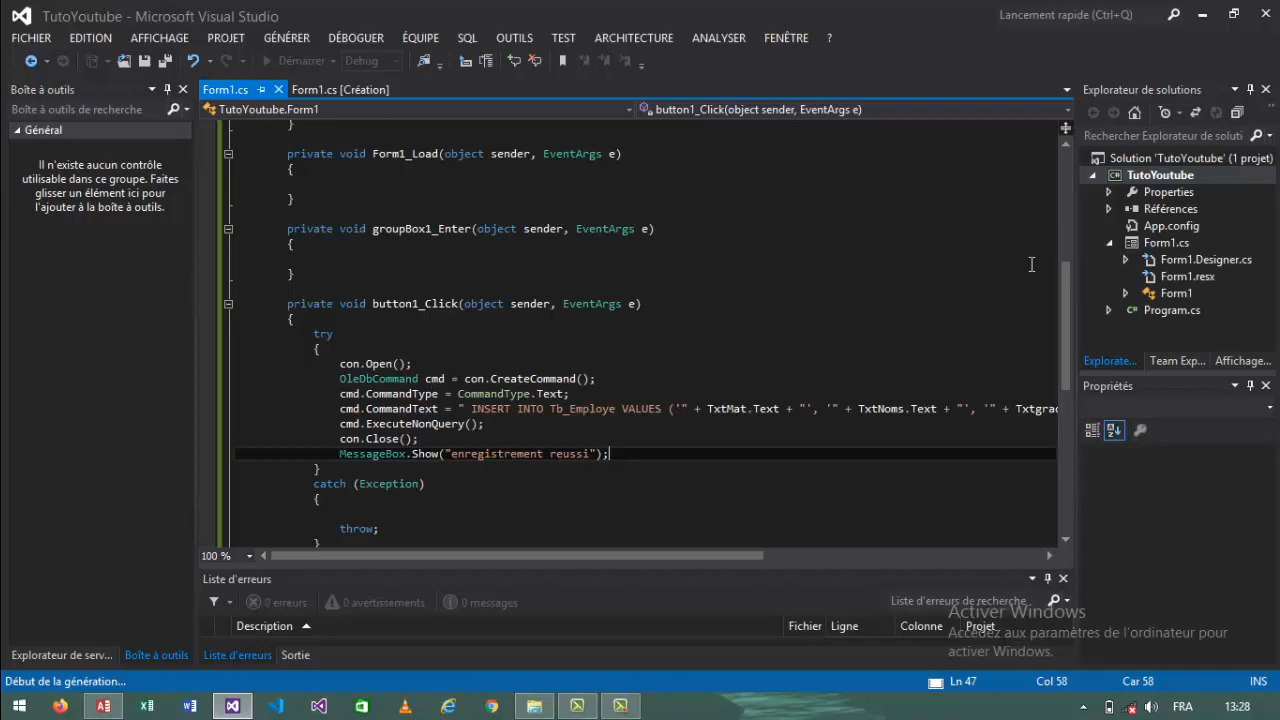 TutoYoutube - Microsoft Visual Studio
Lancement rapide (Ctrl+Q)
FICHIER EDITION AFFICHAGE PROJET GÉNÉRER DÉBOGUER ÉQUIPE SQL OUTILS TEST ARCHITECTURE ANALYSER FENÊTRE ?
Démarrer Debug
Boîte à outils
Boîte à outils de recherche
Général
Il n'existe aucun contrôle
utilisable dans ce groupe. Faites
glisser un élément ici pour
l'ajouter à la boîte à outils.
Form1.cs Form1.cs [Création]
TutoYoutube.Form1 button1_Click(object sender, EventArgs e)
}
private void Form1_Load(object sender, EventArgs e)
{
}
private void groupBox1_Enter(object sender, EventArgs e)
{
}
private void button1_Click(object sender, EventArgs e)
{
try
{
con.Open();
OleDbCommand cmd = con.CreateCommand();
cmd.CommandType = CommandType.Text;
cmd.CommandText = " INSERT INTO Tb_Employe VALUES ('" + TxtMat.Text + "', '" + TxtNoms.Text + "', '" + Txtgrad
cmd.ExecuteNonQuery();
con.Close();
MessageBox.Show("enregistrement reussi");
}
catch (Exception)
{
throw;
}
100 %
Explorateur de solutions
Rechercher Explorateur de soluti
Solution 'TutoYoutube' (1 projet)
C# TutoYoutube
Properties
Références
App.config
Form1.cs
Form1.Designer.cs
Form1.resx
Form1
Program.cs
Explorate... Team Exp... Affichage...
Propriétés
Liste d'erreurs
0 erreurs 0 avertissements 0 messages
Liste d'erreurs de recherche
Description Fichier Ligne Colonne Projet
Activer Windows
Accédez aux paramètres de l'ordinateur pour
activer Windows.
Explorateur de serv... Boîte à outils Liste d'erreurs Sortie
Début de la génération... Ln 47 Col 58 Car 58 INS
FRA 13:28